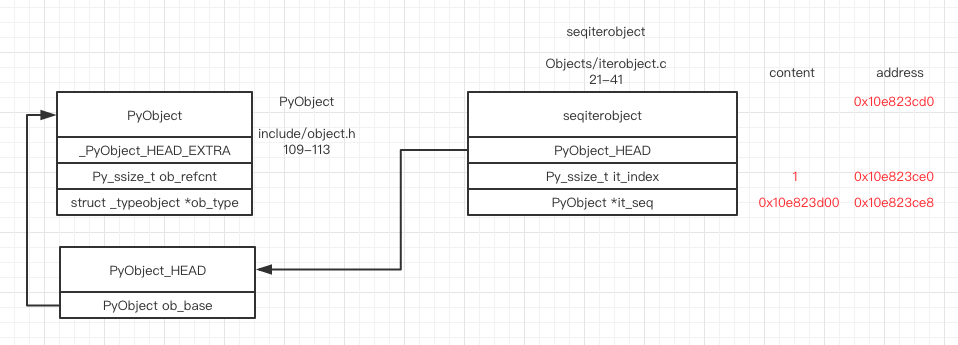 seqiterobject
Objects/iterobject.c
21-41
content
address
PyObject
include/object.h
109-113
PyObject
_PyObject_HEAD_EXTRA
Py_ssize_t ob_refcnt
struct _typeobject *ob_type
seqiterobject
0x10e823cd0
PyObject_HEAD
Py_ssize_t it_index
1
0x10e823ce0
PyObject *it_seq
0x10e823d00
0x10e823ce8
PyObject_HEAD
PyObject ob_base